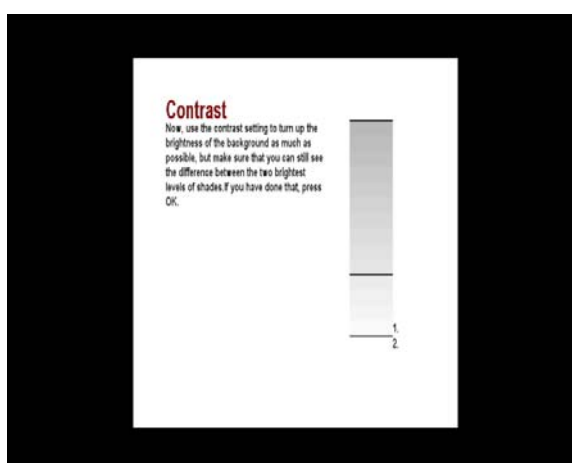 Contrast
Now, use the contrast setting to turn up the
brightness of the background as much as
possible, but make sure that you can still see
the difference between the two brightest
levels of shades.If you have done that, press
OK.
1.
2.